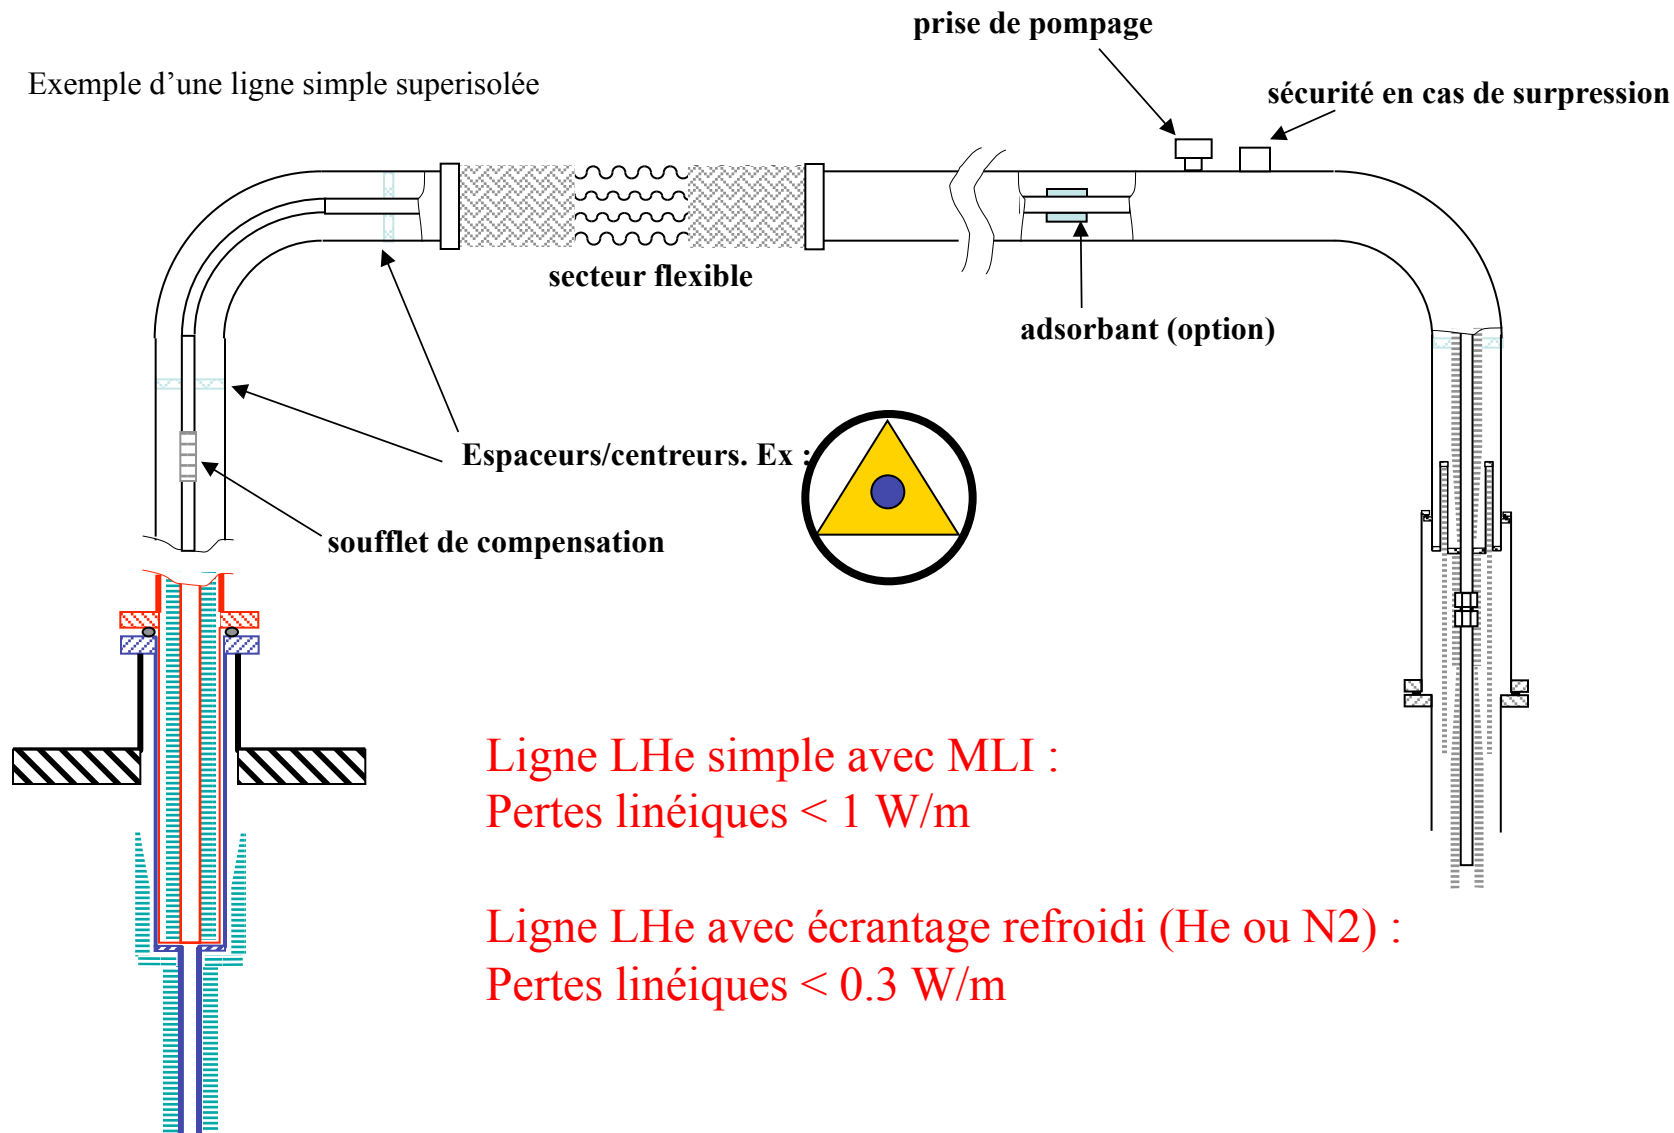 prise de pompage
Exemple d’une ligne simple superisolée
sécurité en cas de surpression
secteur flexible
adsorbant (option)
Espaceurs/centreurs. Ex :
soufflet de compensation
Ligne LHe simple avec MLI :
Pertes linéiques < 1 W/m
Ligne LHe avec écrantage refroidi (He ou N2) :
Pertes linéiques < 0.3 W/m